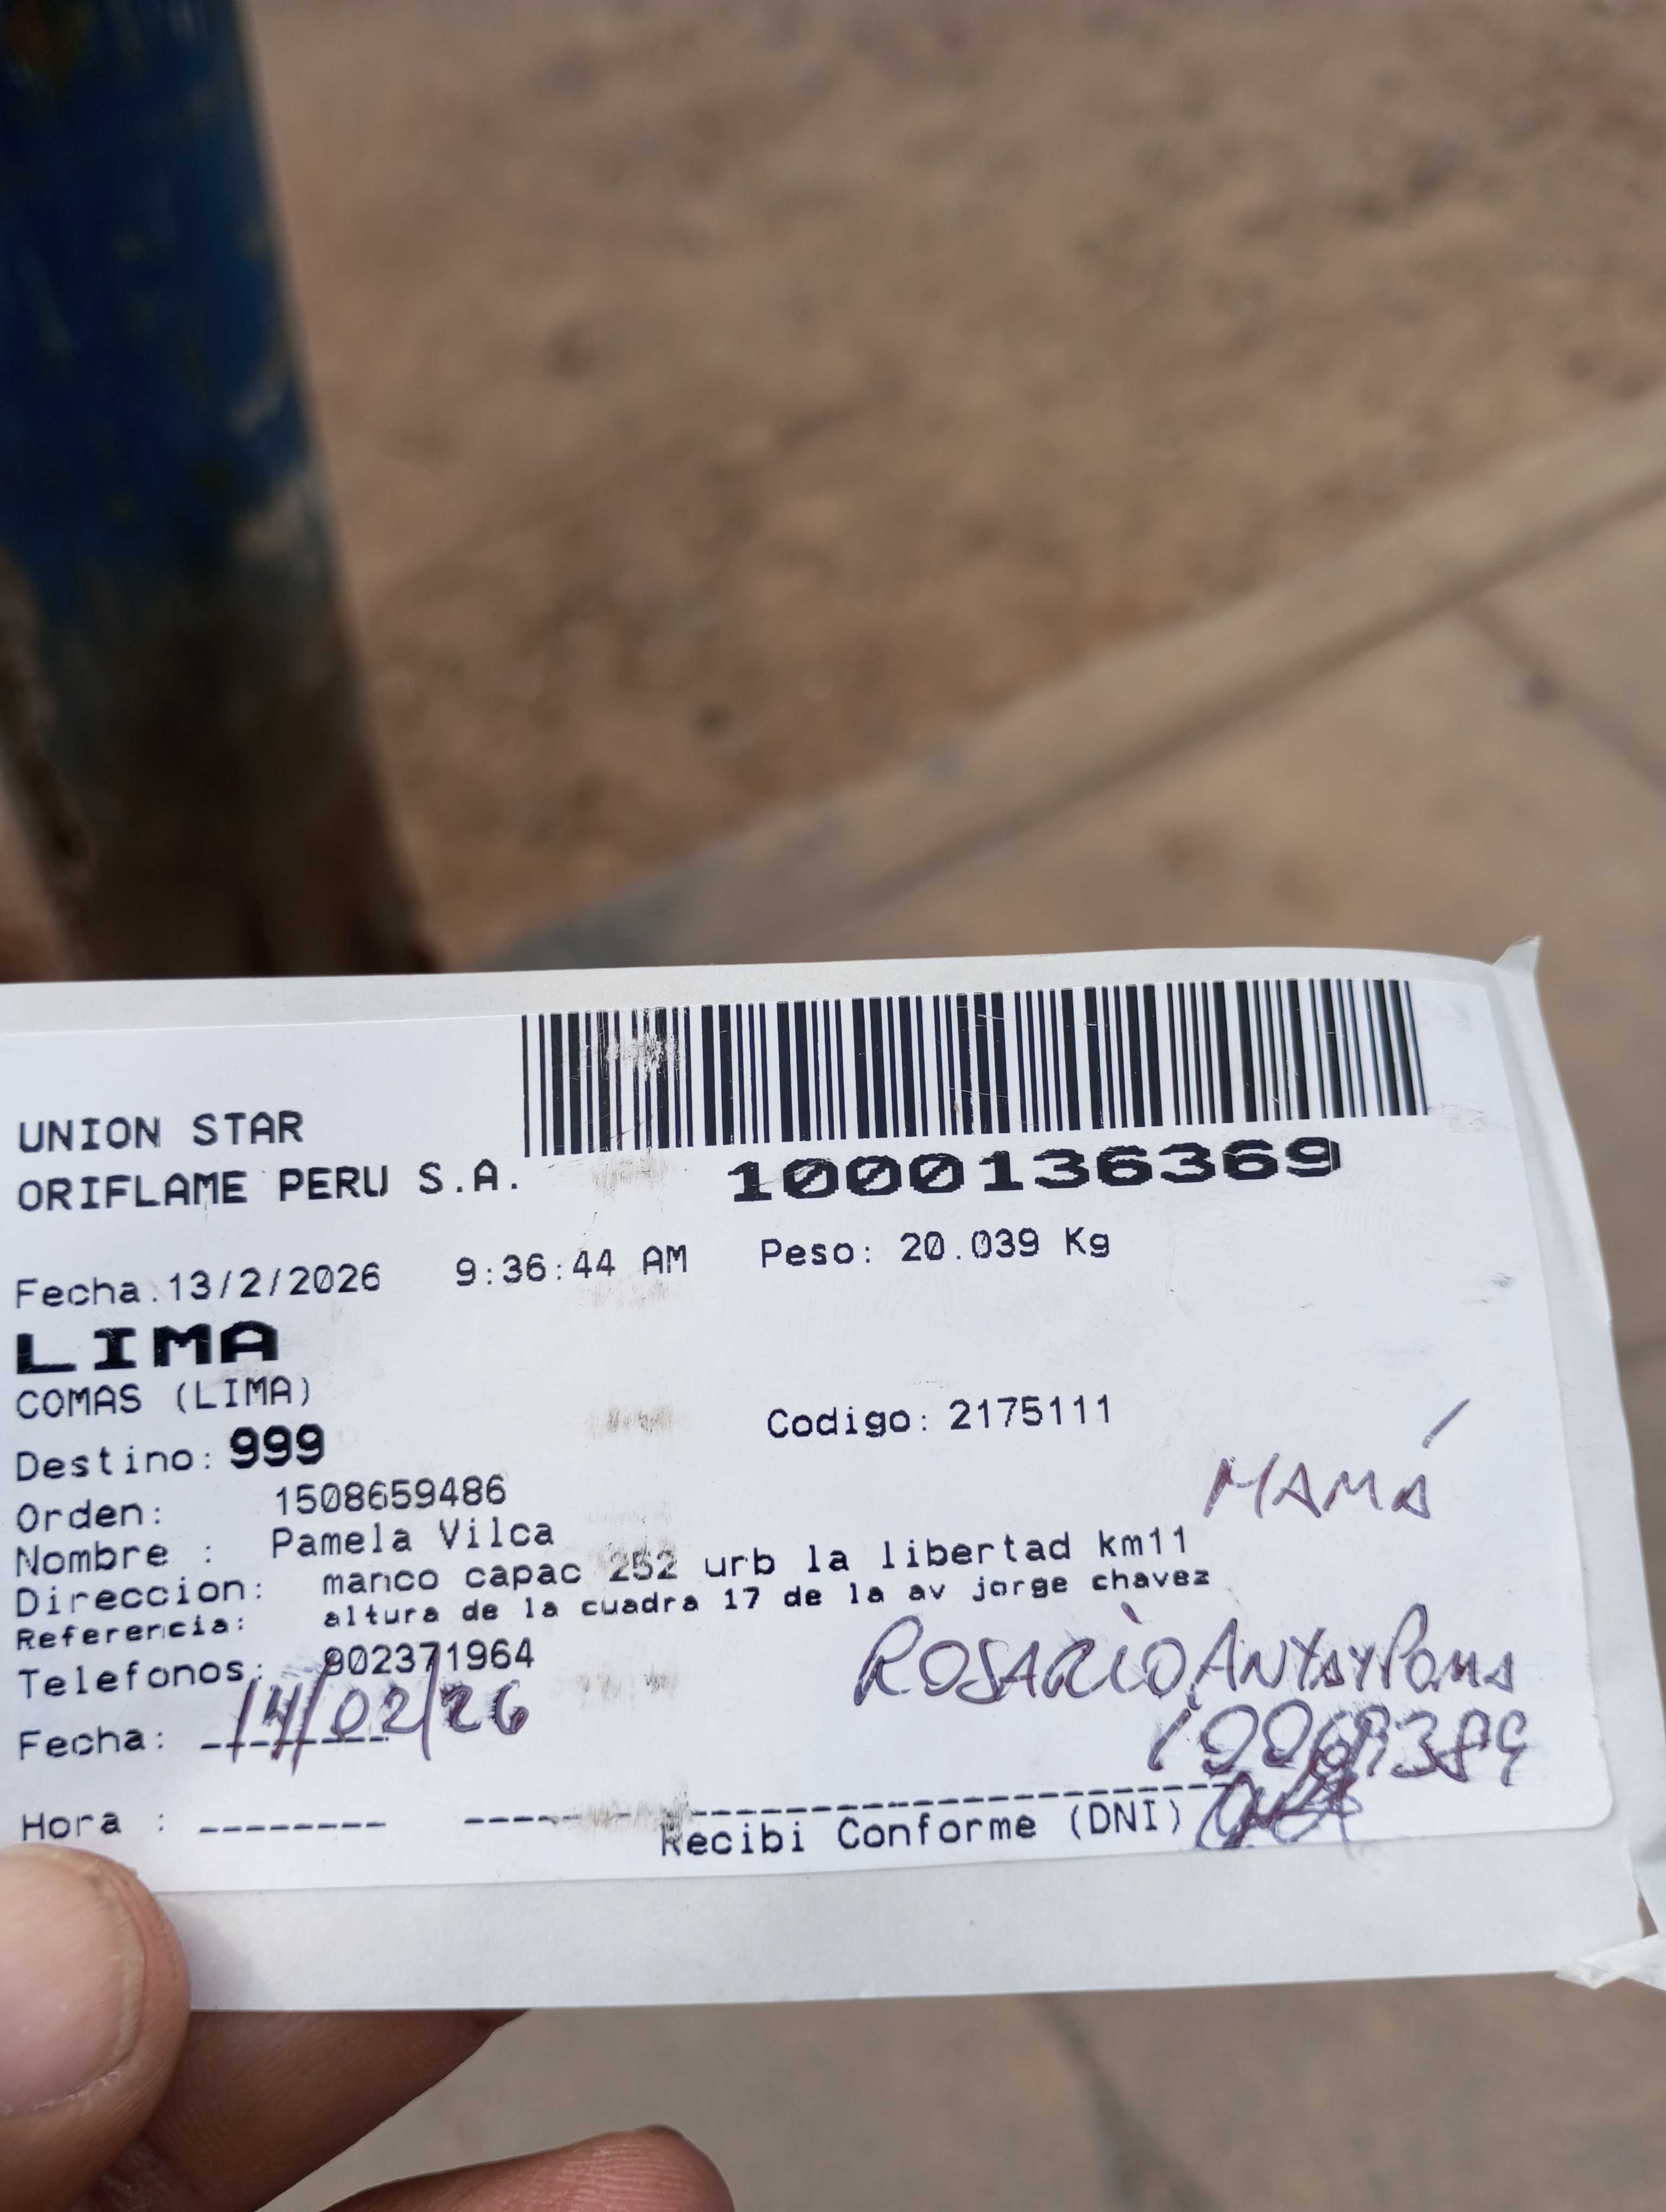 UNION STAR
ORIFLAME PERU S.A.
1000136369
Fecha.13/2/2026 9:36:44 AM Peso: 20.039 Kg
LIMA
COMAS (LIMA)
Destino: 999 Codigo: 2175111
MAMÁ
Orden: 1508659486
Nombre : Pamela Vilca
Direccion: manco capac 252 urb la libertad km11
Referencia: altura de la cuadra 17 de la av jorge chavez
Telefonos: 902371964
ROSARIO ANYAYPOMA
Fecha: 14/02/26
Hora :
Recibi Conforme (DNI)